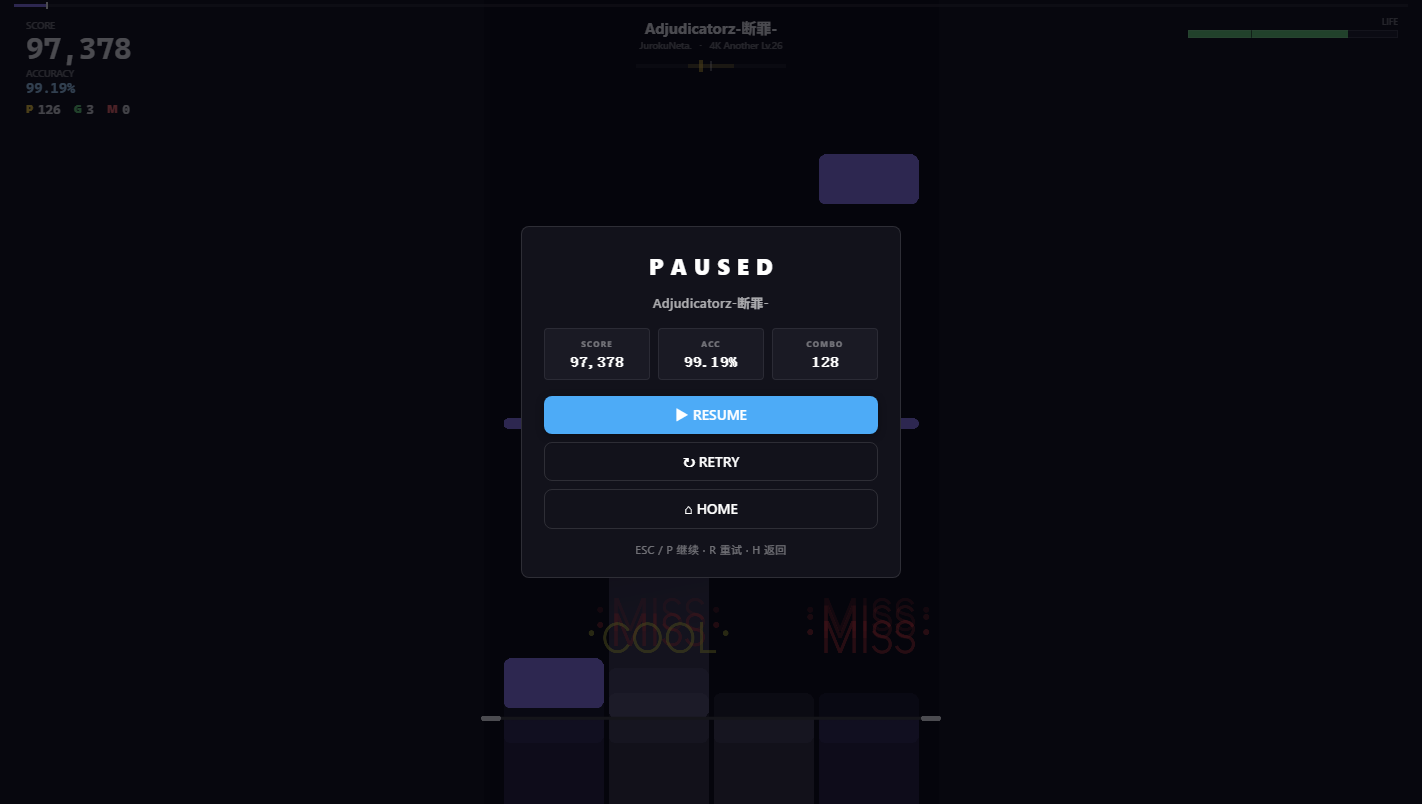 SCORE
97,378
ACCURACY
99.19%
P 126 G 3 M 0
Adjudicatorz-断罪-
JurokuNeta. · 4K Another Lv.26
LIFE
PAUSED
Adjudicatorz-断罪-
SCORE
97,378
ACC
99.19%
COMBO
128
▶ RESUME
↻ RETRY
⌂ HOME
ESC / P 继续 · R 重试 · H 返回
MISS
COOL
MISS
MISS